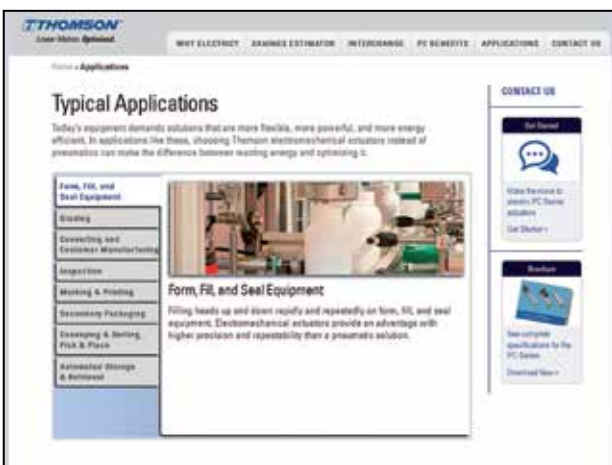 THOMSON
Linear Motion. Optimized.
WHY ELECTRIC? SAVINGS ESTIMATOR INTERCHANGE PC BENEFITS APPLICATIONS CONTACT US
Home » Applications
Typical Applications
Today's equipment demands solutions that are more flexible, more powerful, and more energy
efficient. In applications like these, choosing Thomson electromechanical actuators instead of
pneumatics can make the difference between wasting energy and optimizing it.
Form, Fill, and
Seal Equipment
Grading
Converting and
Container Manufacturing
Inspection
Marking & Printing
Secondary Packaging
Conveying & Sorting,
Pick & Place
Automated Storage
& Retrieval
Form, Fill, and Seal Equipment
Filling heads up and down rapidly and repeatedly on form, fill, and seal
equipment. Electromechanical actuators provide an advantage with
higher precision and repeatability than a pneumatic solution.
CONTACT US
Get Started
Make the move to
electric PC Series
actuators
Get Started »
Brochure
See complete
specifications for the
PC Series
Download Now »